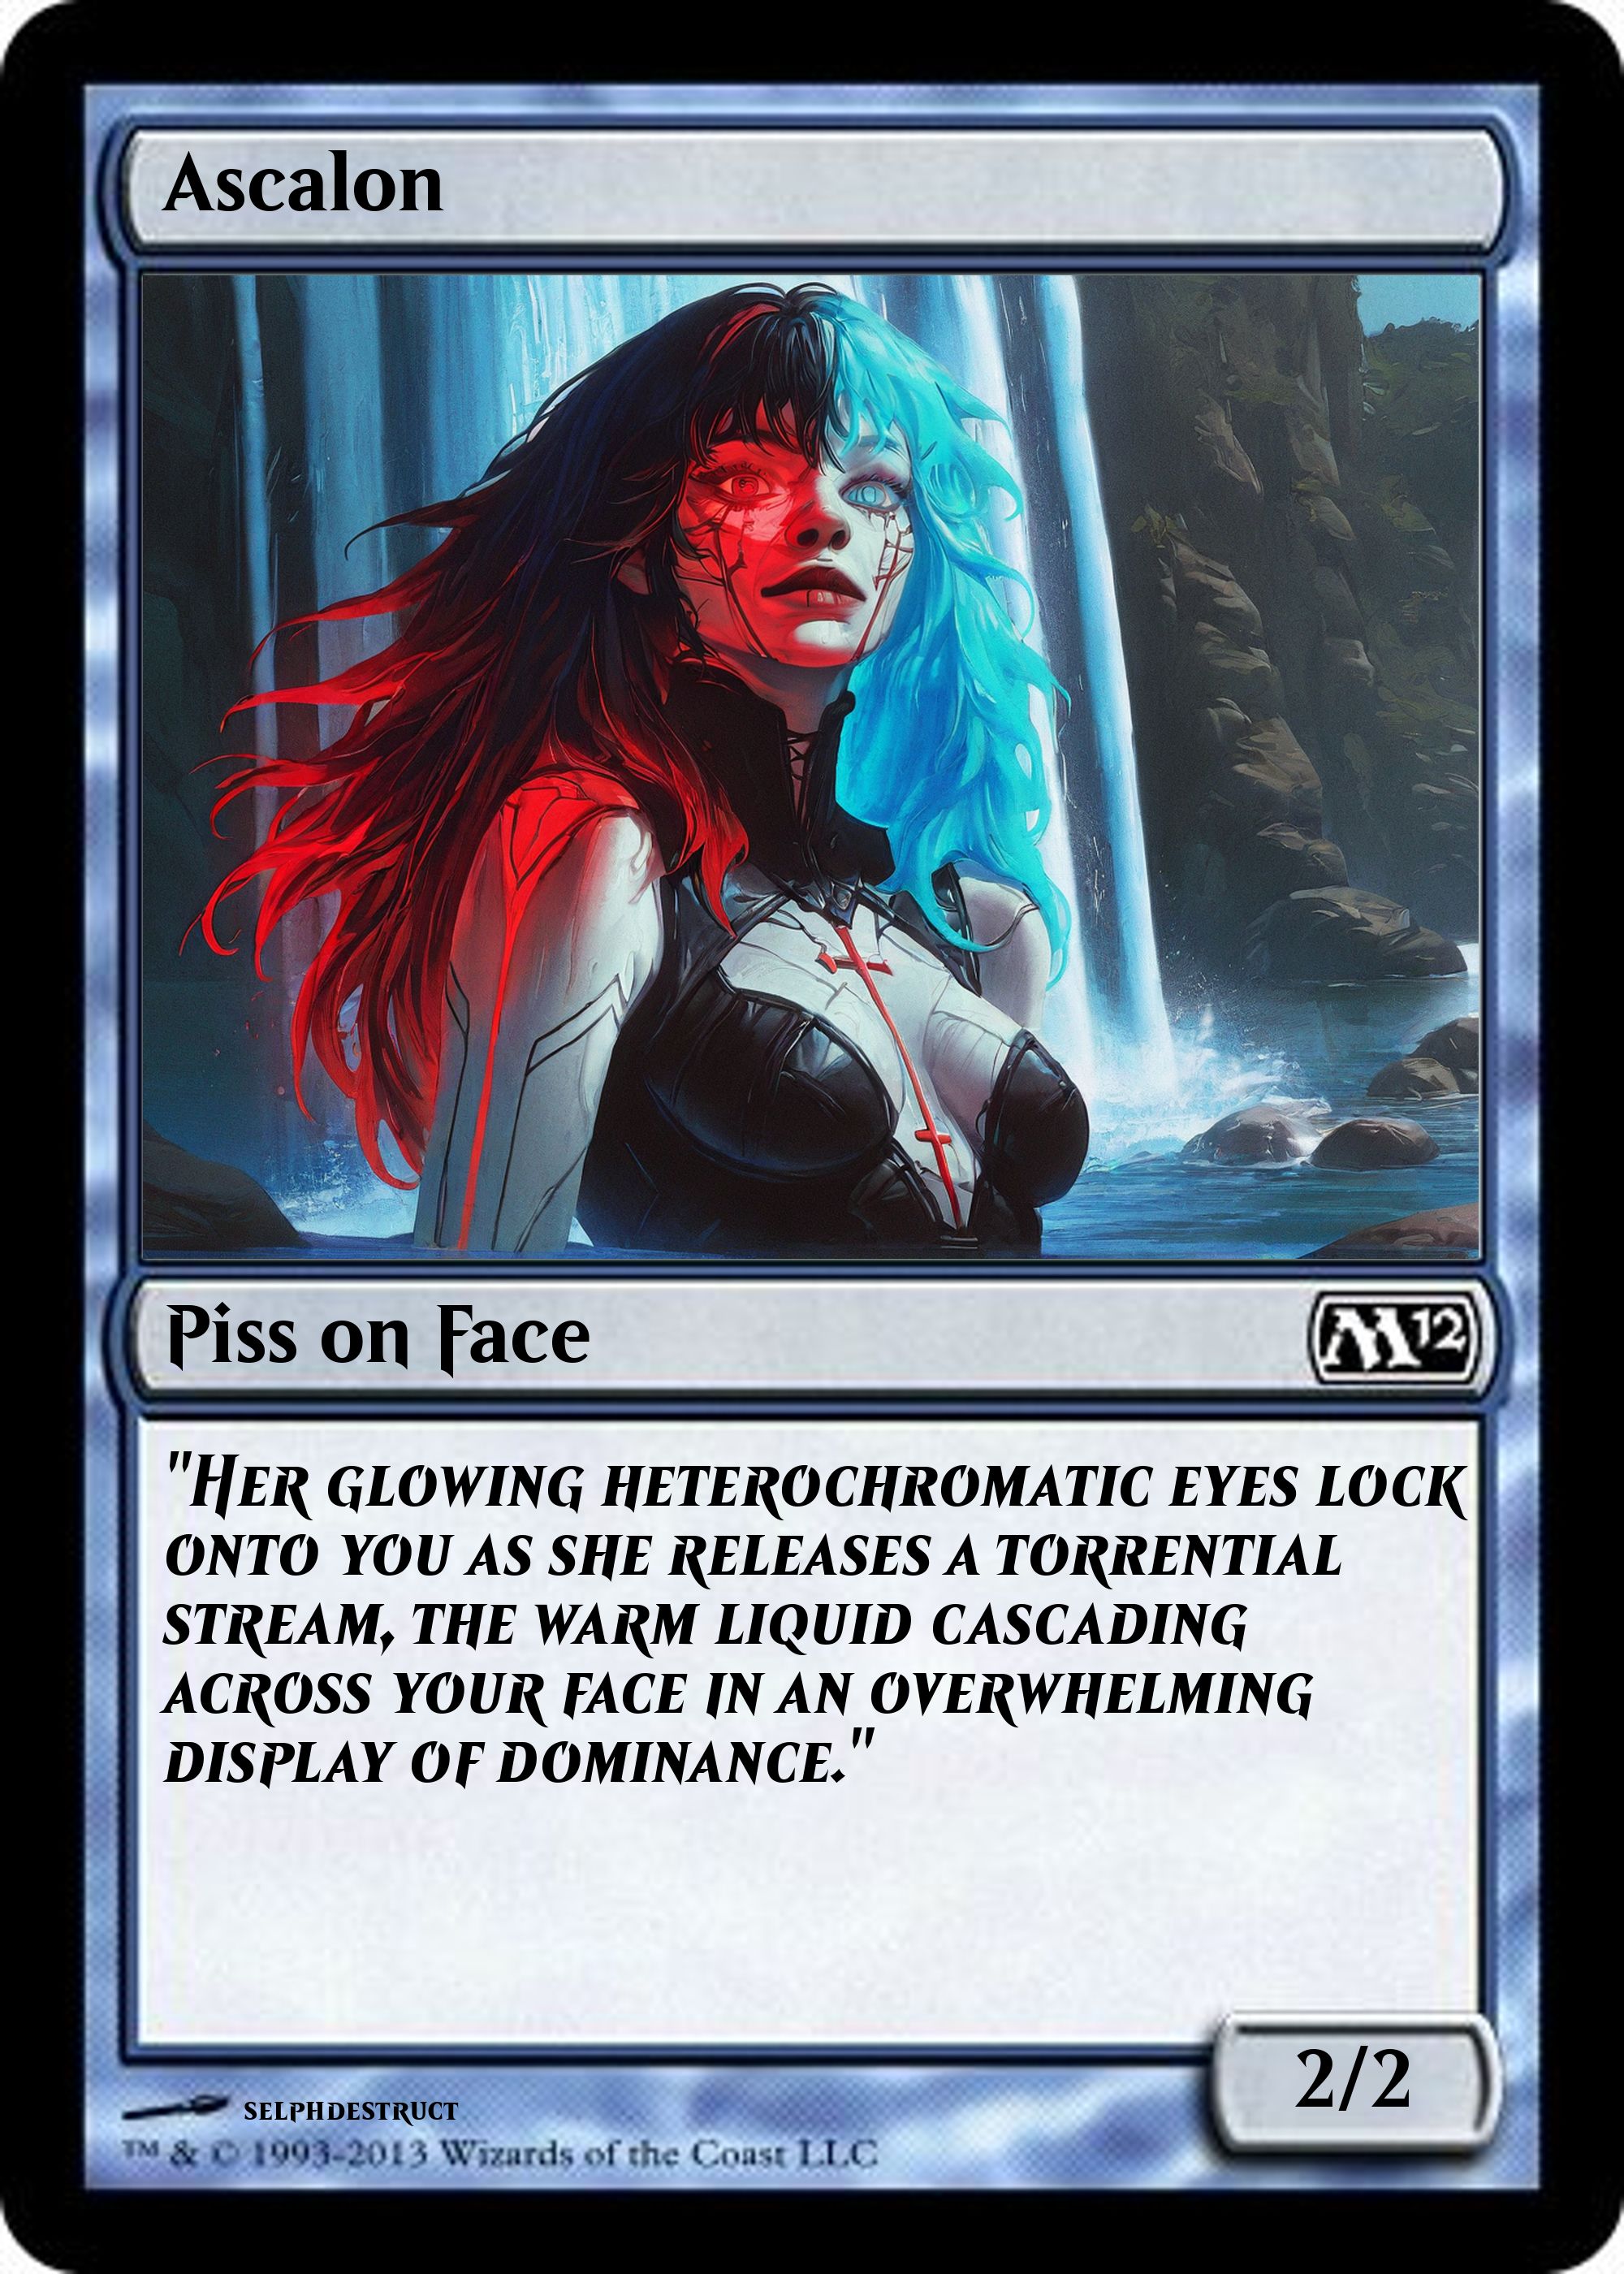 Ascalon
Piss on Face
M12
"HER GLOWING HETEROCHROMATIC EYES LOCK
ONTO YOU AS SHE RELEASES A TORRENTIAL
STREAM, THE WARM LIQUID CASCADING
ACROSS YOUR FACE IN AN OVERWHELMING
DISPLAY OF DOMINANCE."
2/2
SELPHDESTRUCT
™ & © 1993-2013 Wizards of the Coast LLC